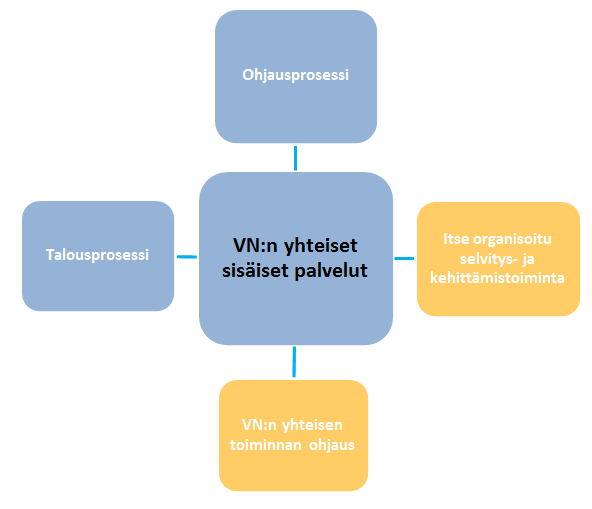 Ohjausprosessi
Talousprosessi
VN:n yhteiset
sisäiset palvelut
Itse organisoitu
selvitys- ja
kehittämistoiminta
VN:n yhteisen
toiminnan ohjaus